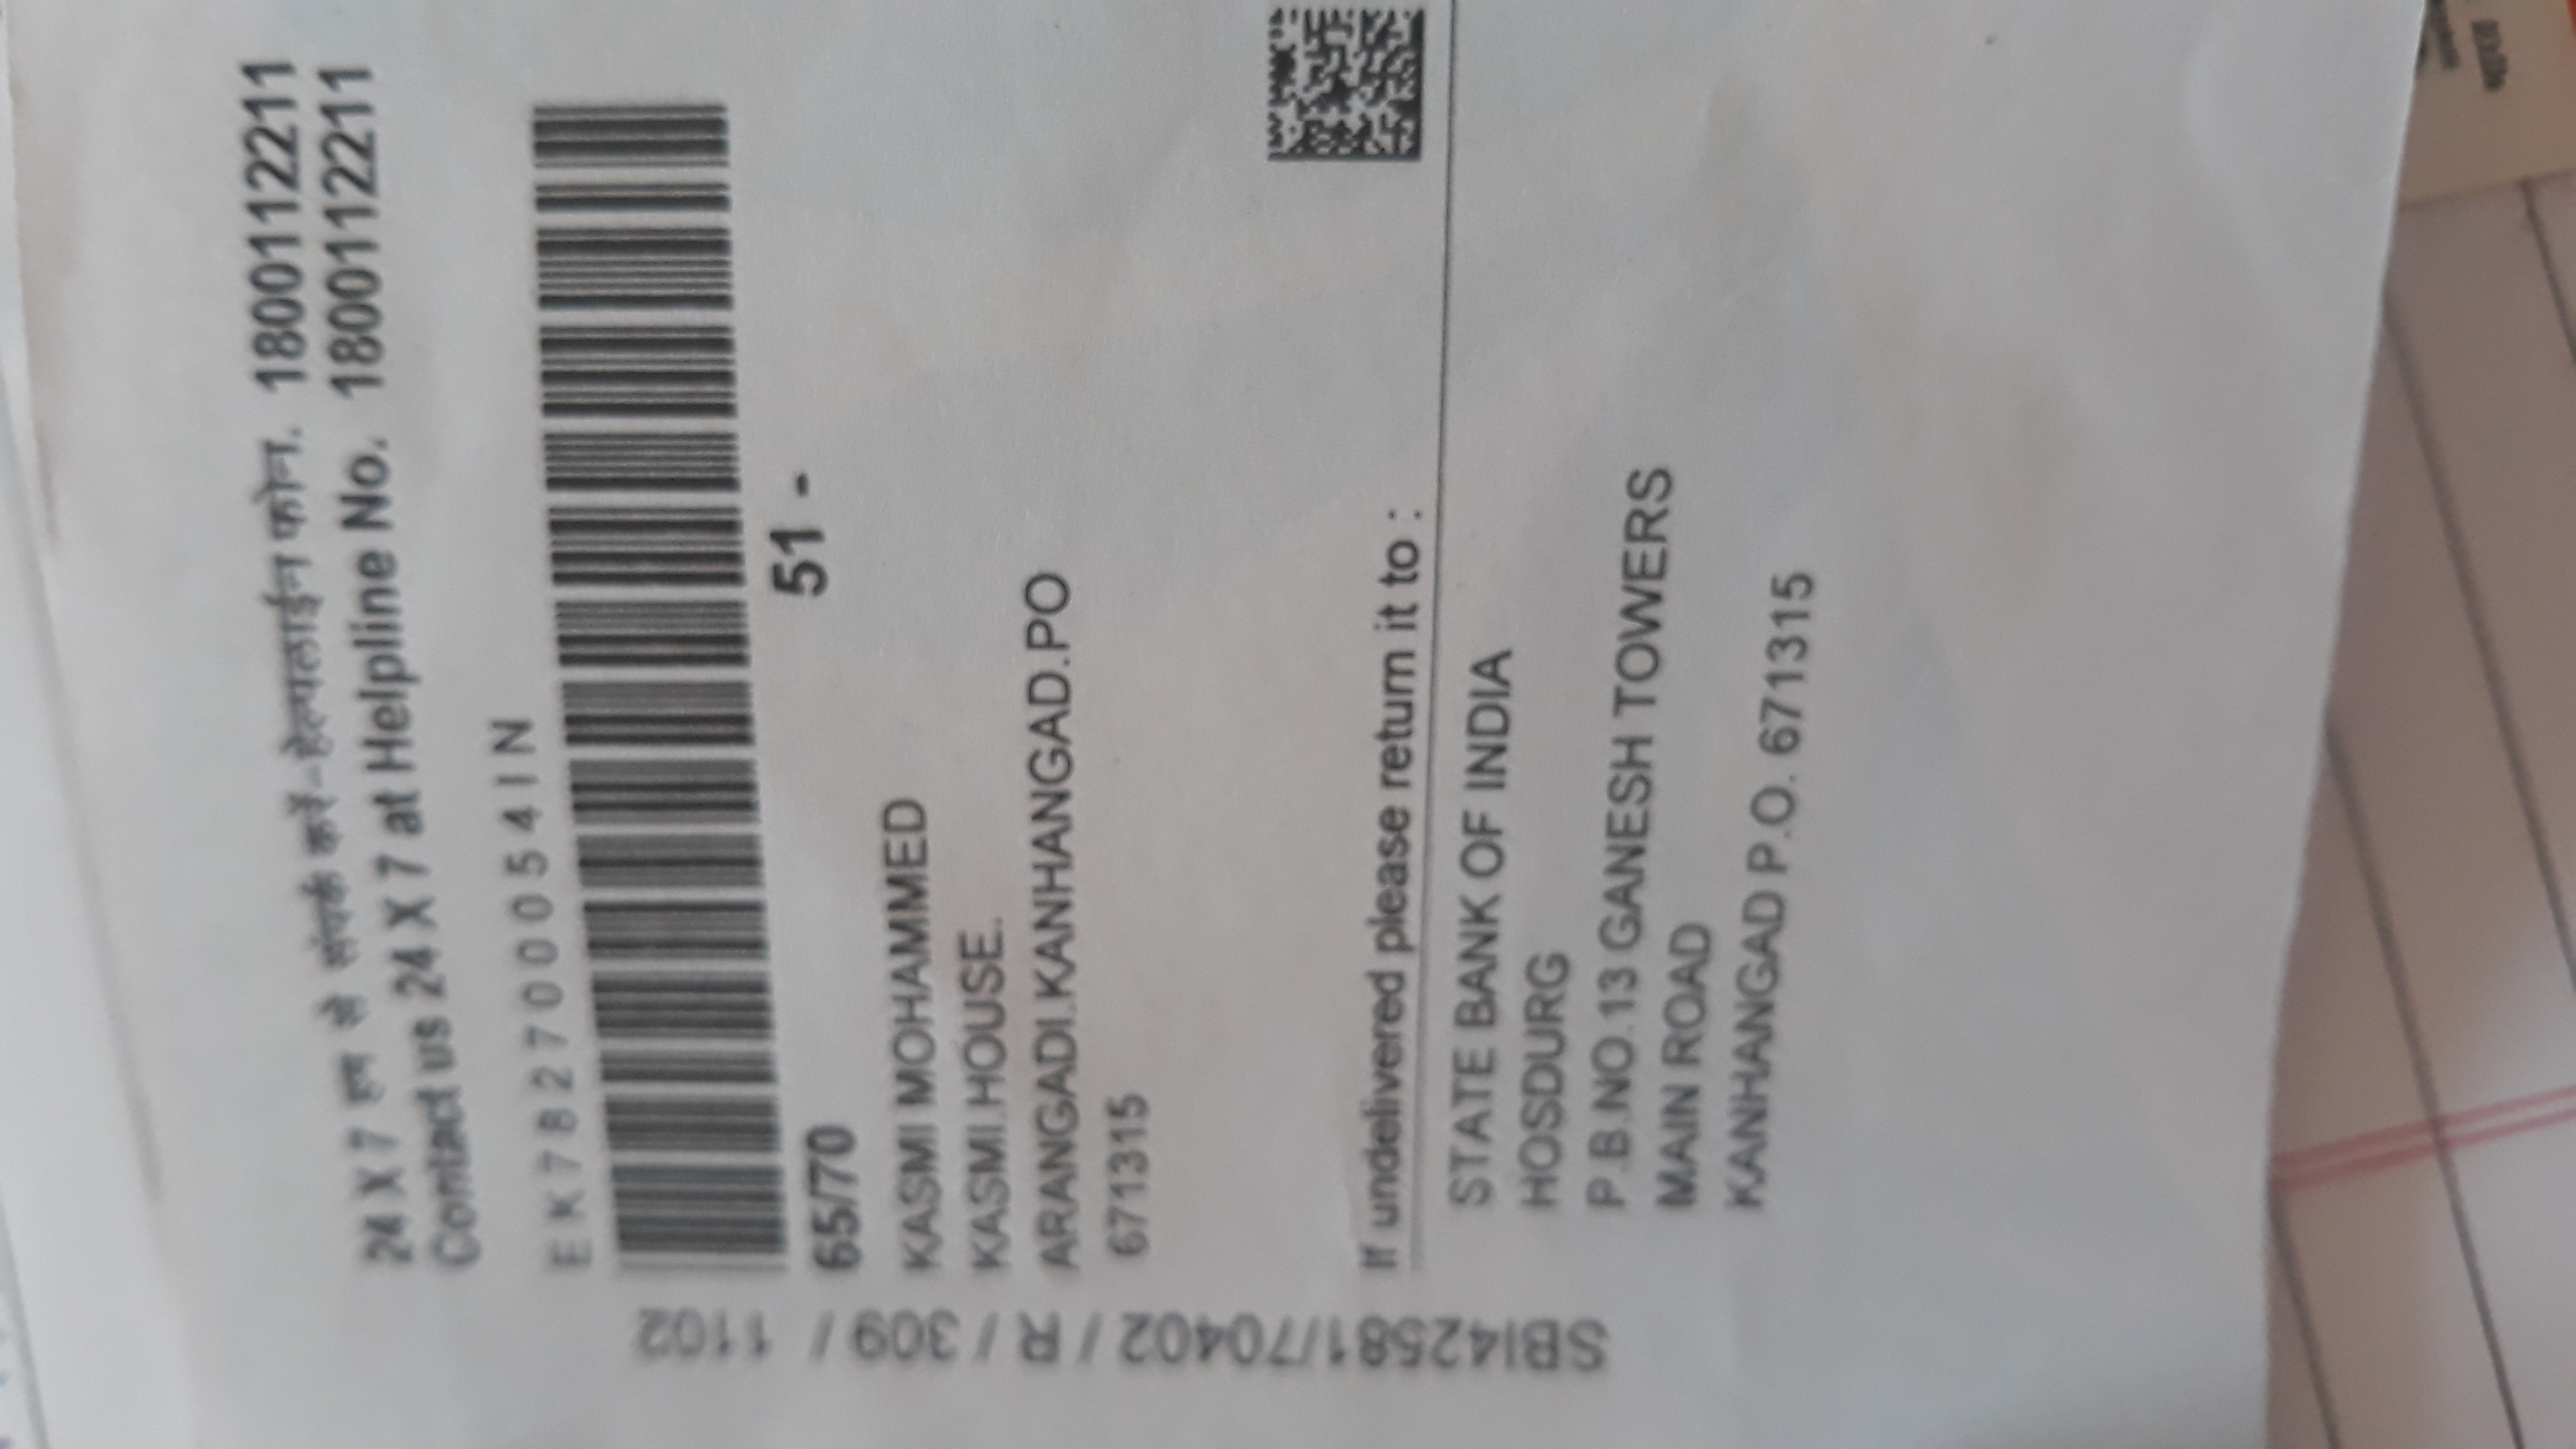 24 X 7 हम से संपर्क करें-हेल्पलाईन फोन. 1800112211
Contact us 24 X 7 at Helpline No. 1800112211
EK782700054IN
65/70 51 -
KASMI MOHAMMED
KASMI.HOUSE.
ARANGADI.KANHANGAD.PO
671315
SBI42581/70402 / R / 309 / 1102
If undelivered please return it to :
STATE BANK OF INDIA
HOSDURG
P.B.NO.13 GANESH TOWERS
MAIN ROAD
KANHANGAD P.O. 671315